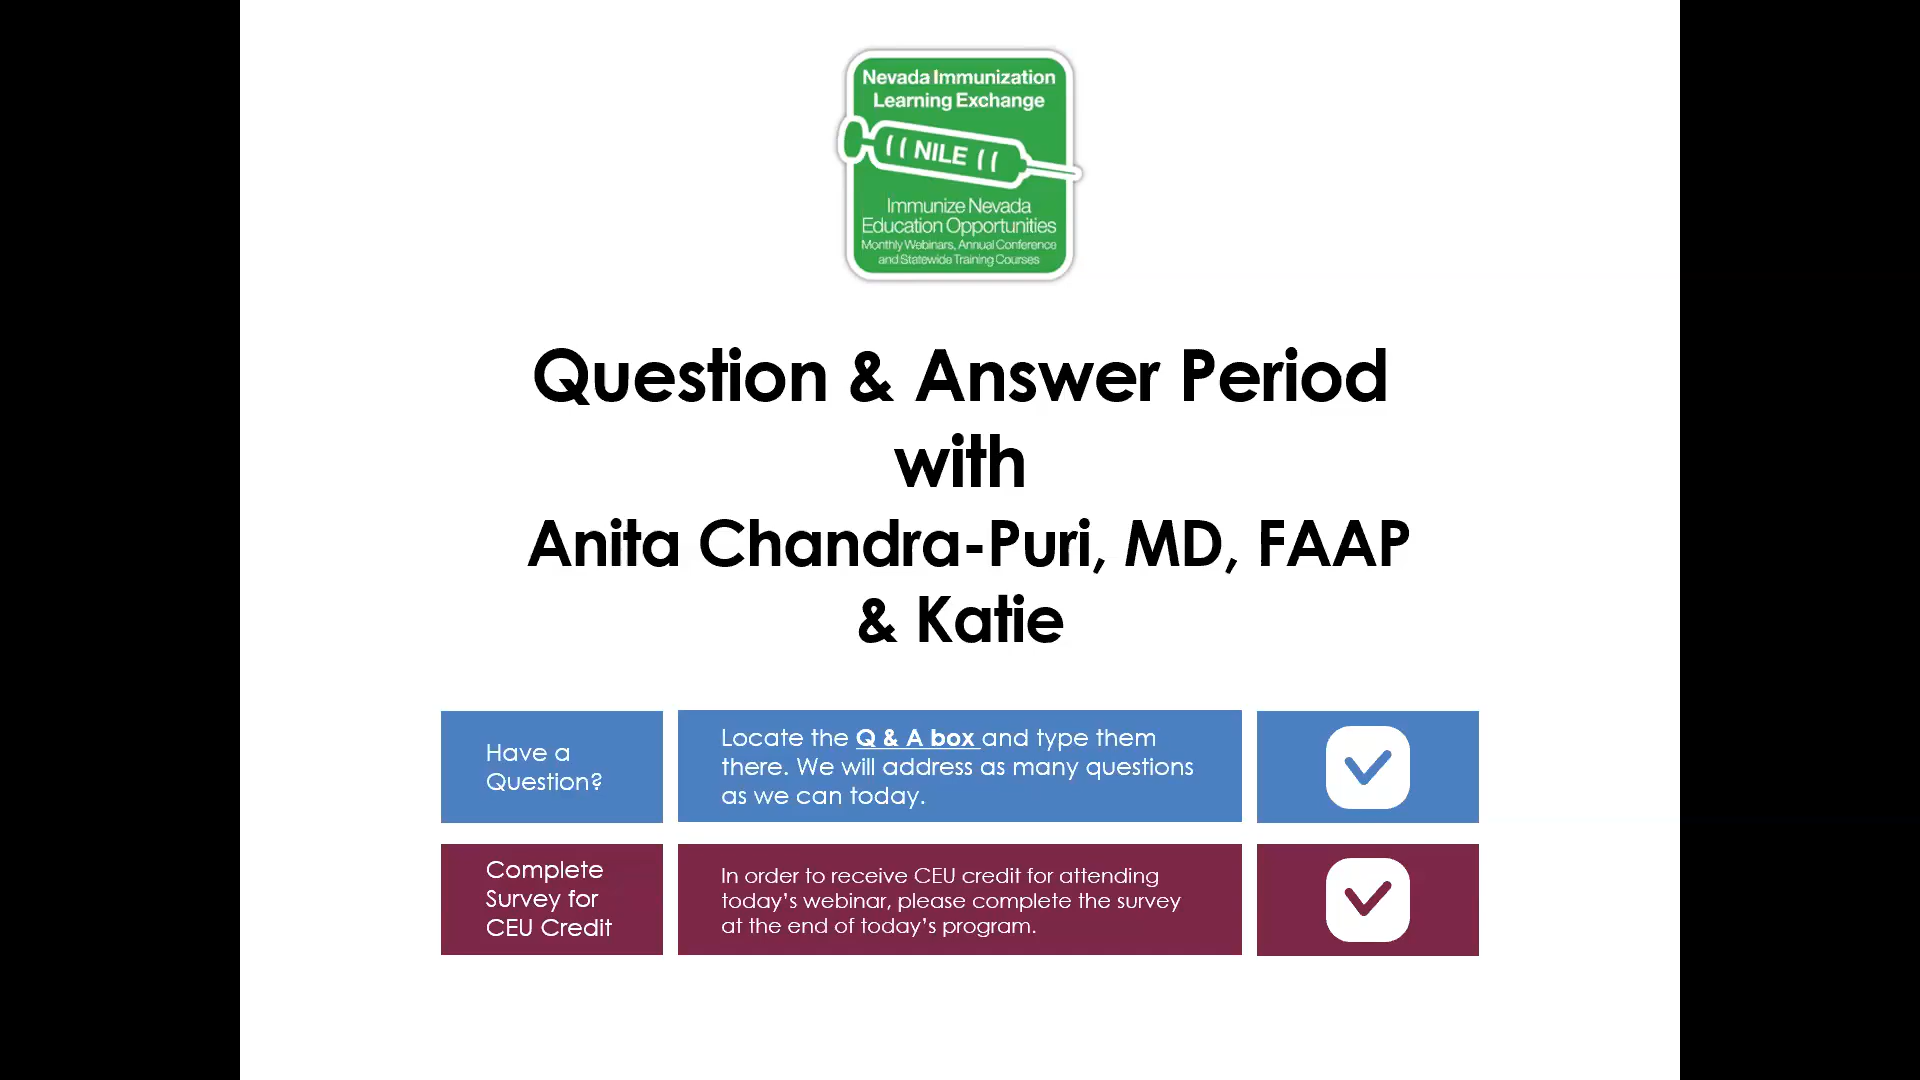 Nevada Immunization
Learning Exchange
NILE
Immunize Nevada
Education Opportunities
Monthly Webinars, Annual Conference
and Statewide Training Courses
Question & Answer Period
with
Anita Chandra-Puri, MD, FAAP
& Katie
Have a
Question?
Locate the Q & A box and type them
there. We will address as many questions
as we can today.
Complete
Survey for
CEU Credit
In order to receive CEU credit for attending
today’s webinar, please complete the survey
at the end of today’s program.